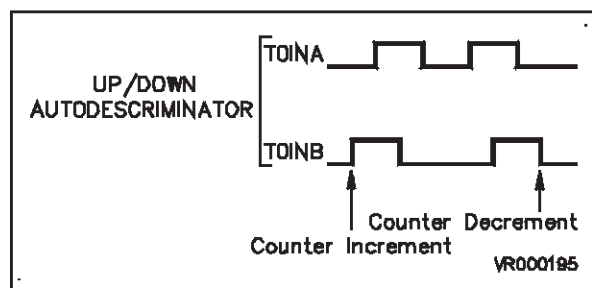 TOINA
UP/DOWN
AUTODESCRIMINATOR
TOINB
Counter Decrement
Counter Increment
VR000195